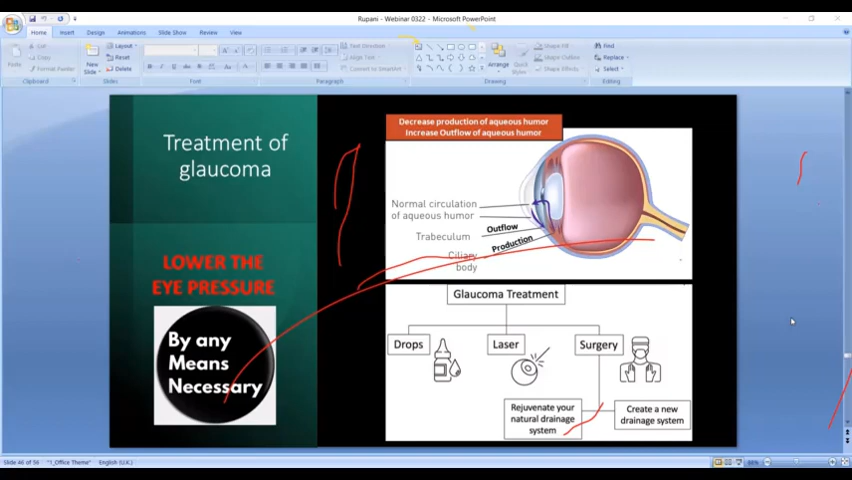 Rupani - Webinar 0322 - Microsoft PowerPoint
Home Insert Design Animations Slide Show Review View
Cut
Copy
Format Painter
Paste
Clipboard
New
Slide
Layout
Reset
Delete
Slides
Font
Text Direction
Align Text
Convert to SmartArt
Paragraph
Arrange
Quick
Styles
Shape Fill
Shape Outline
Shape Effects
Drawing
Find
Replace
Select
Editing
Treatment of
glaucoma
LOWER THE
EYE PRESSURE
By any
Means
Necessary
Decrease production of aqueous humor
Increase Outflow of aqueous humor
Normal circulation
of aqueous humor
Trabeculum
Ciliary
body
Outflow
Production
Glaucoma Treatment
Drops
Laser
Surgery
Rejuvenate your
natural drainage
system
Create a new
drainage system
Slide 46 of 56 "1_Office Theme" English (U.K.)